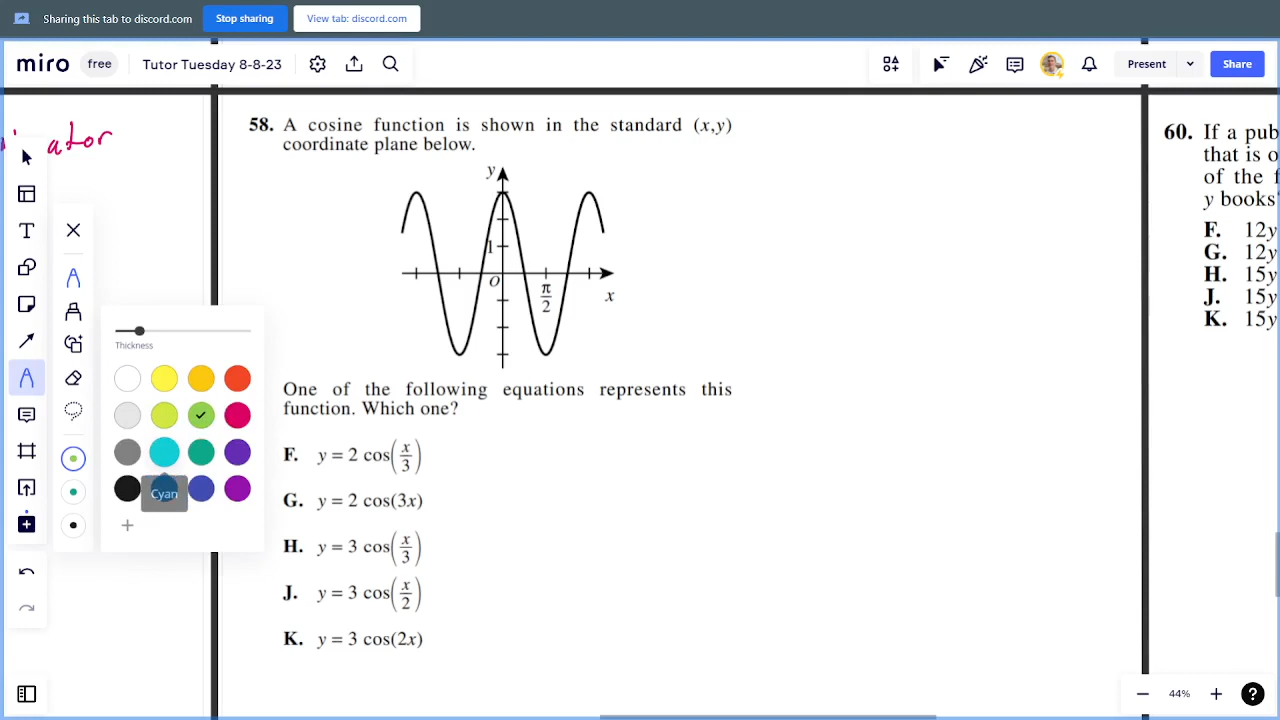 Sharing this tab to discord.com
Stop sharing
View tab: discord.com
miro
free
Tutor Tuesday 8-8-23
Present
Share
ator
58. A cosine function is shown in the standard (x,y)
coordinate plane below.
y
1
O
π/2
x
One of the following equations represents this
function. Which one?
F. y = 2 cos(x/3)
G. y = 2 cos(3x)
H. y = 3 cos(x/3)
J. y = 3 cos(x/2)
K. y = 3 cos(2x)
60. If a pub
that is o
of the f
y books
F. 12y
G. 12y
H. 15y
J. 15y
K. 15y
Thickness
Cyan
44%